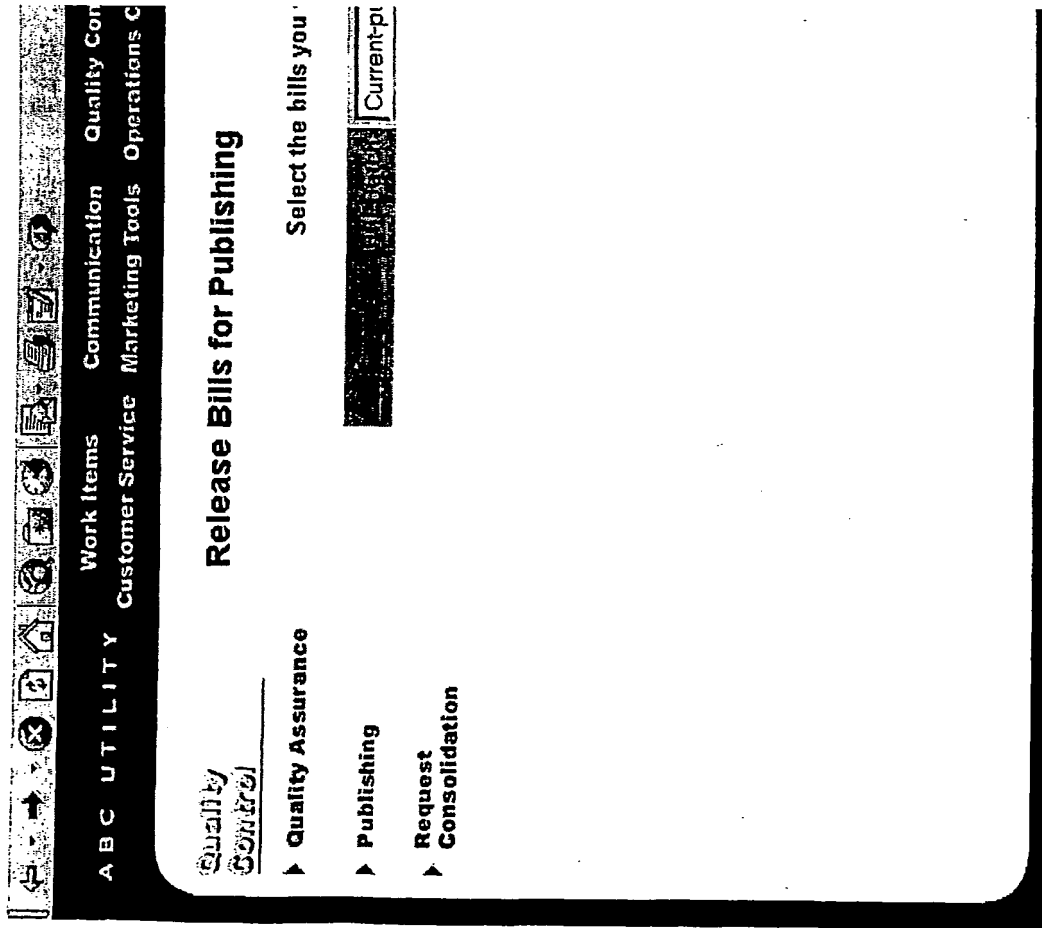 Work Items Communication Quality Con
ABC UTILITY
Customer Service Marketing Tools Operations C
Quality
Control
Release Bills for Publishing
Quality Assurance
Select the bills you
Publishing
Current-pu
Request
Consolidation